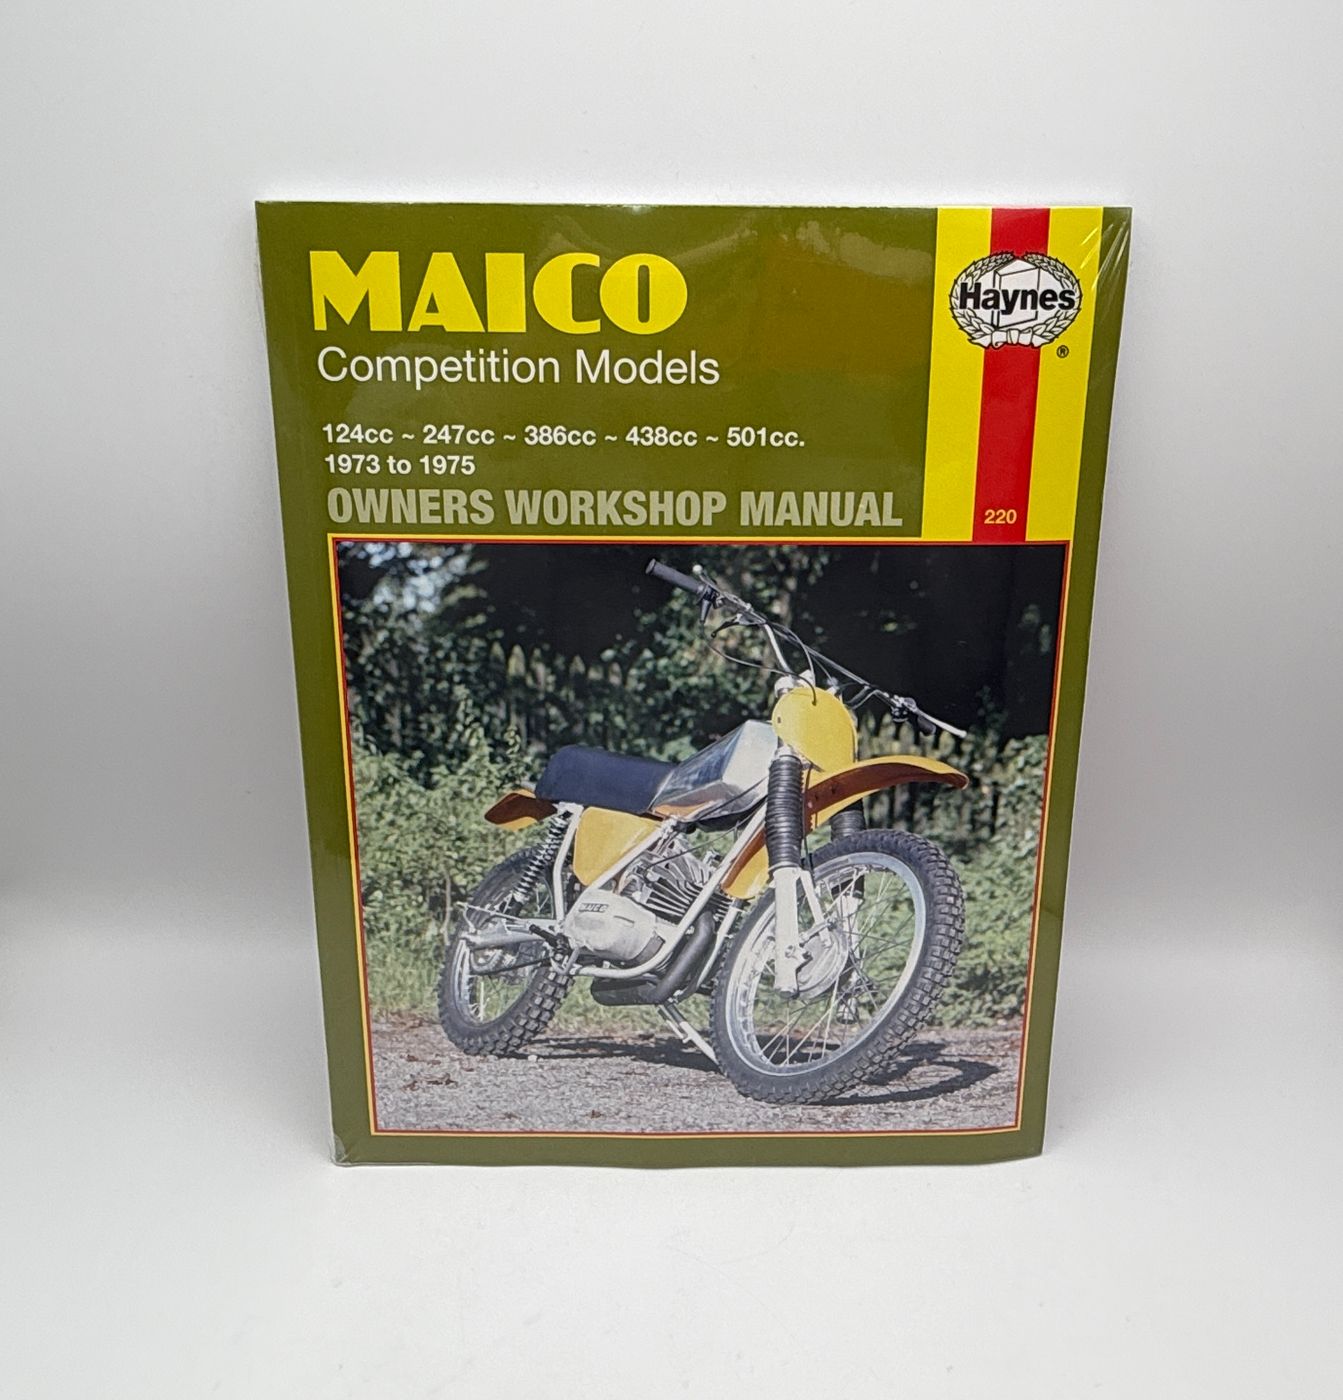 MAICO
Competition Models
124cc ~ 247cc ~ 386cc ~ 438cc ~ 501cc.
1973 to 1975
OWNERS WORKSHOP MANUAL
Haynes
®
220